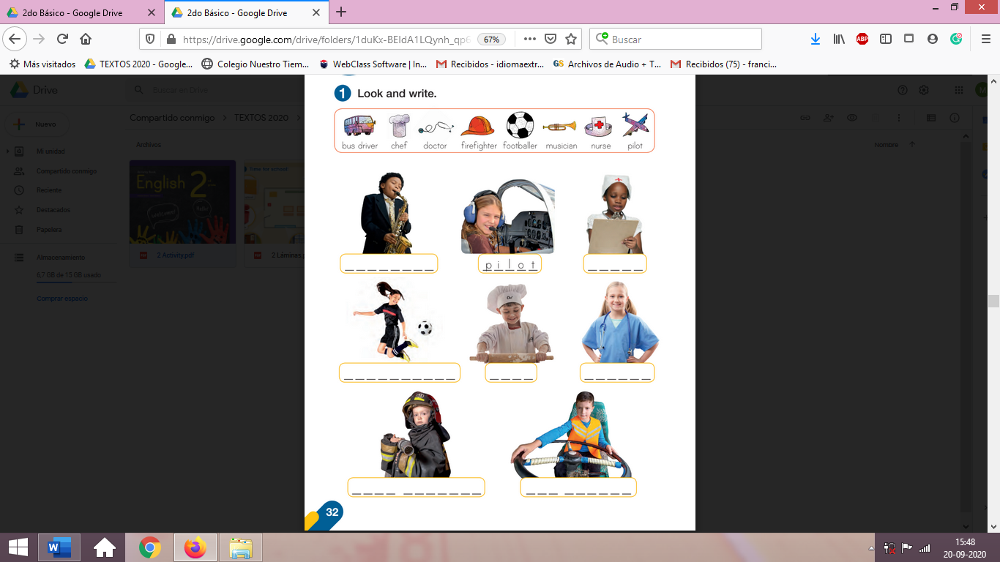 2do Básico - Google Drive
2do Básico - Google Drive
https://drive.google.com/drive/folders/1duKx-BEIdA1LQynh_qp
67%
Buscar
Más visitados
TEXTOS 2020 - Google...
Colegio Nuestro Tiem...
WebClass Software | In...
Recibidos - idiomaextr...
Archivos de Audio + T...
Recibidos (75) - franci...
Drive
Buscar en Drive
Nuevo
Compartido conmigo
TEXTOS 2020
Archivos
Nombre
Mi unidad
Compartido conmigo
Reciente
Destacados
Papelera
Almacenamiento
6,7 GB de 15 GB usado
Comprar espacio
English 2
2 Activity.pdf
Time for school!
2 Láminas.p
1 Look and write.
bus driver chef doctor firefighter footballer musician nurse pilot
_ _ _ _ _ _ _ _
p i l o t
_ _ _ _ _
_ _ _ _ _ _ _ _ _ _
_ _ _ _
_ _ _ _ _ _
_ _ _ _ _ _ _ _ _ _ _
_ _ _ _ _ _ _ _ _
32
15:48
20-09-2020